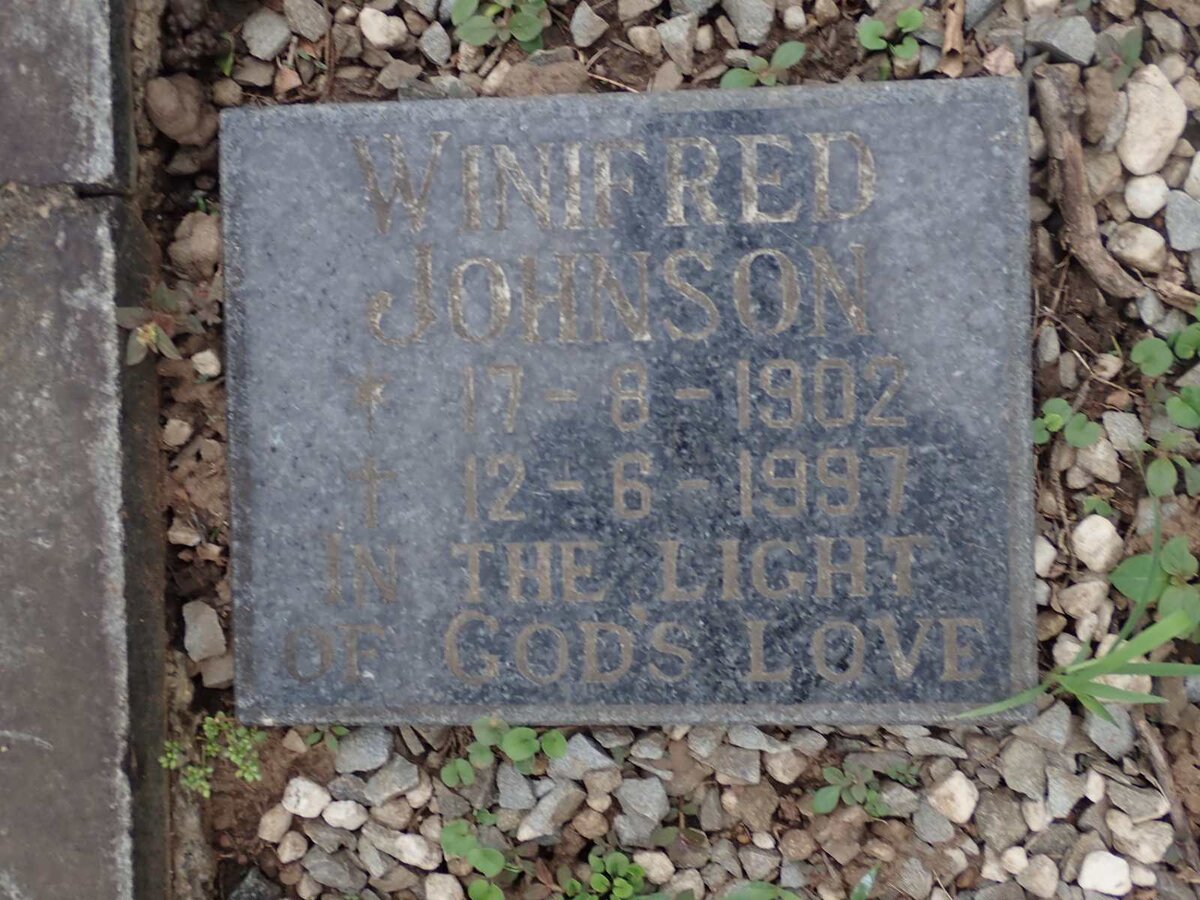 WINIFRED
JOHNSON
* 17-8-1902
† 12-6-1997
IN THE LIGHT
OF GOD'S LOVE